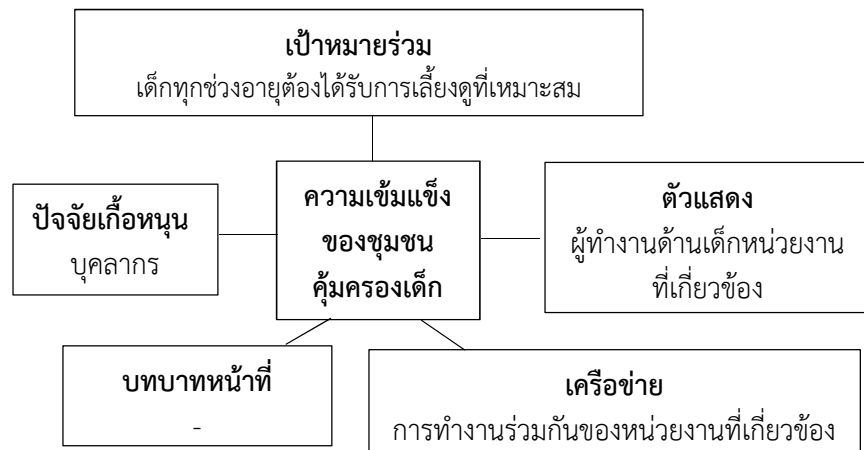 เป้าหมายร่วม
เด็กทุกช่วงอายุต้องได้รับการเลี้ยงดูที่เหมาะสม
ปัจจัยเกื้อหนุน
บุคลากร
ความเข้มแข็ง
ของชุมชน
คุ้มครองเด็ก
ตัวแสดง
ผู้ทำงานด้านเด็กหน่วยงาน
ที่เกี่ยวข้อง
บทบาทหน้าที่
-
เครือข่าย
การทำงานร่วมกันของหน่วยงานที่เกี่ยวข้อง